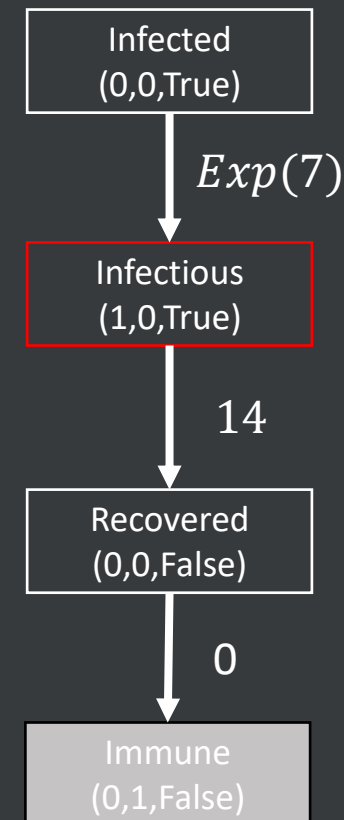 Infected
(0,0,True)
Exp(7)
Infectious
(1,0,True)
14
Recovered
(0,0,False)
0
Immune
(0,1,False)